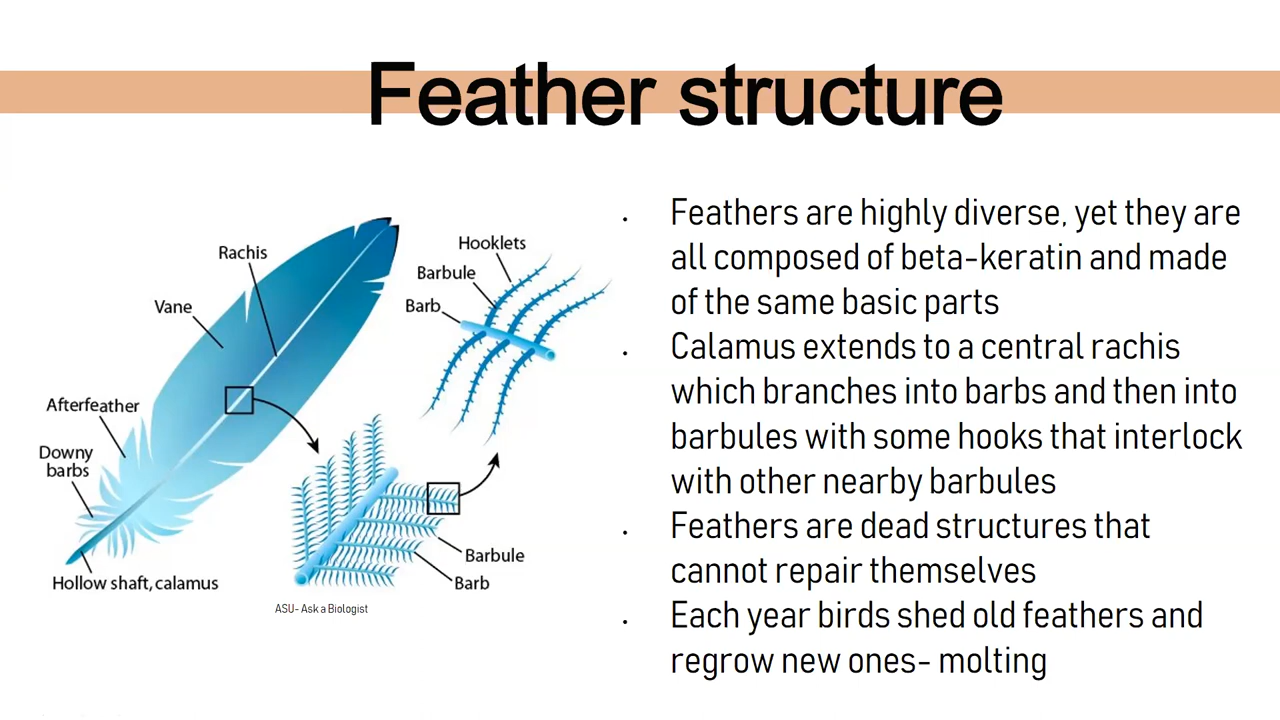 Feather structure
Rachis
Vane
Afterfeather
Downy
barbs
Hollow shaft, calamus
Hooklets
Barbule
Barb
Barbule
Barb
ASU- Ask a Biologist
• Feathers are highly diverse, yet they are
all composed of beta-keratin and made
of the same basic parts
• Calamus extends to a central rachis
which branches into barbs and then into
barbules with some hooks that interlock
with other nearby barbules
• Feathers are dead structures that
cannot repair themselves
• Each year birds shed old feathers and
regrow new ones- molting